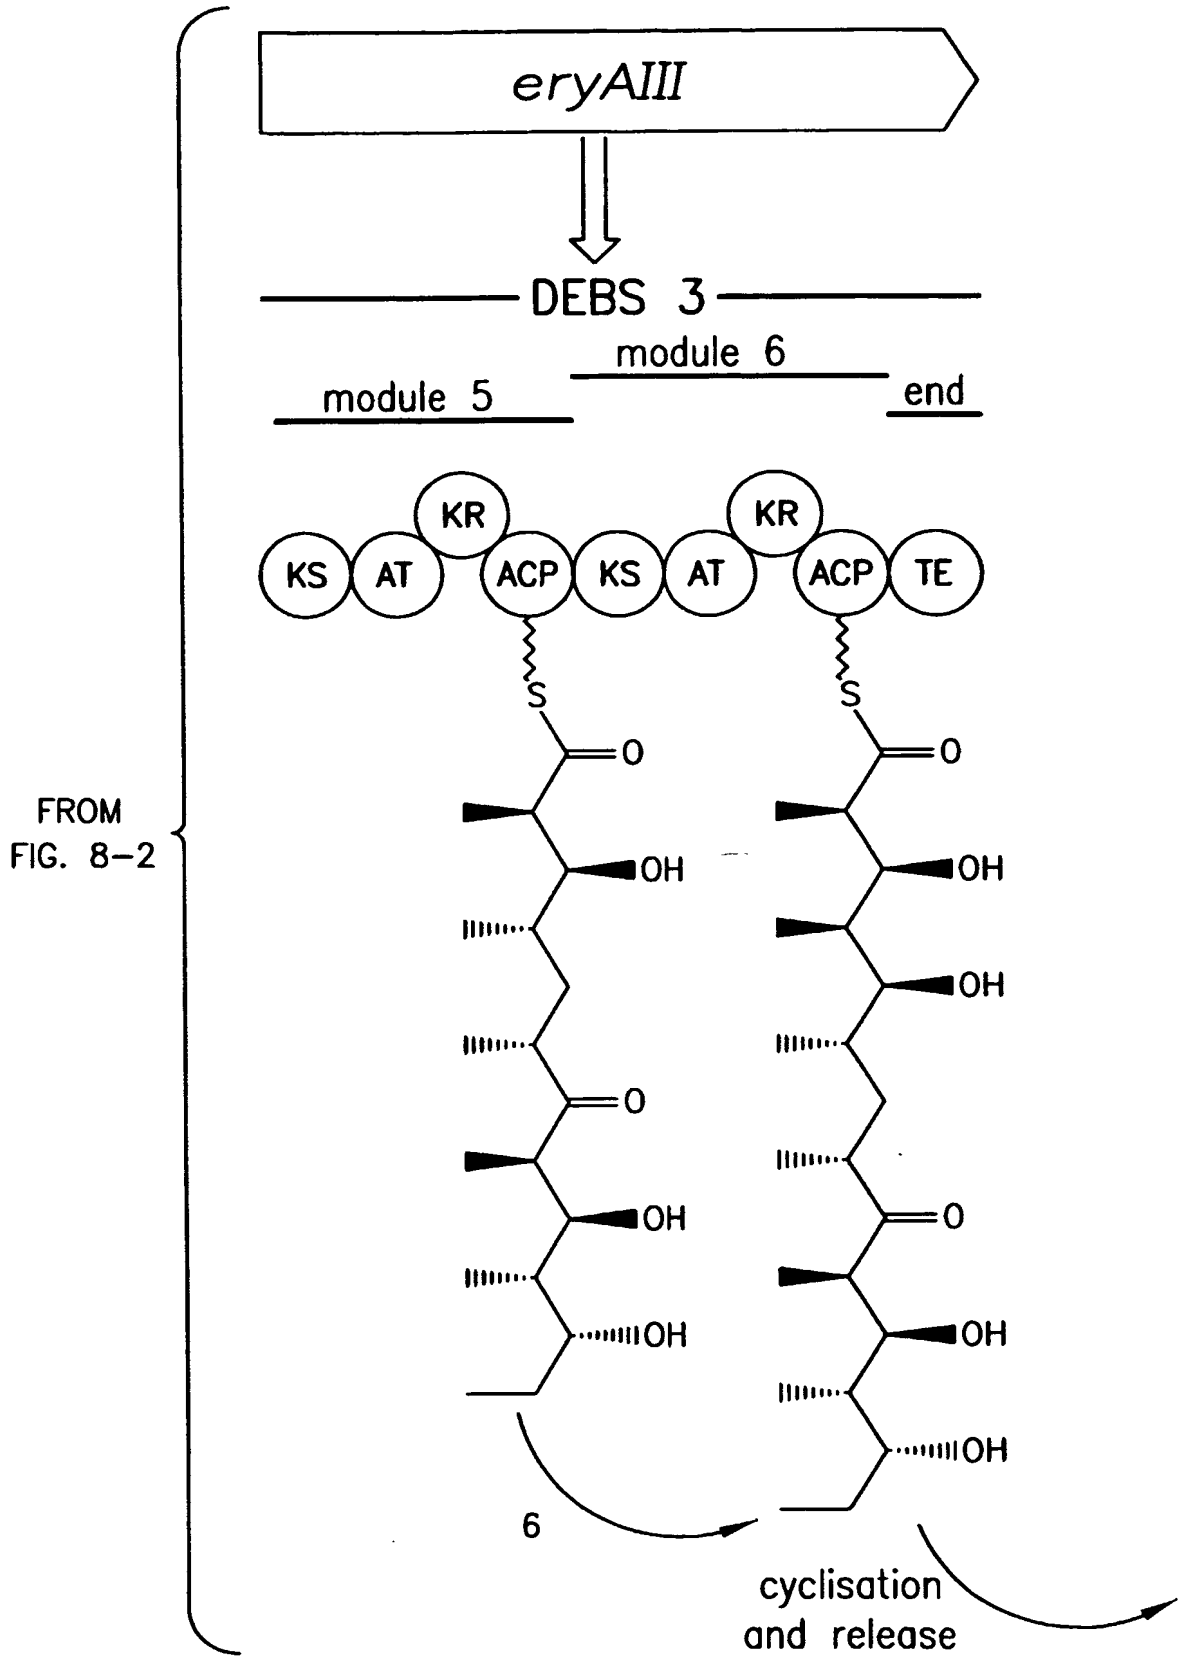 eryAIII
DEBS 3
module 6
module 5
end
KR
KR
KS
AT
ACP
KS
AT
ACP
TE
S
S
O
O
OH
OH
OH
O
O
OH
OH
OH
OH
FROM
FIG. 8-2
6
cyclisation
and release